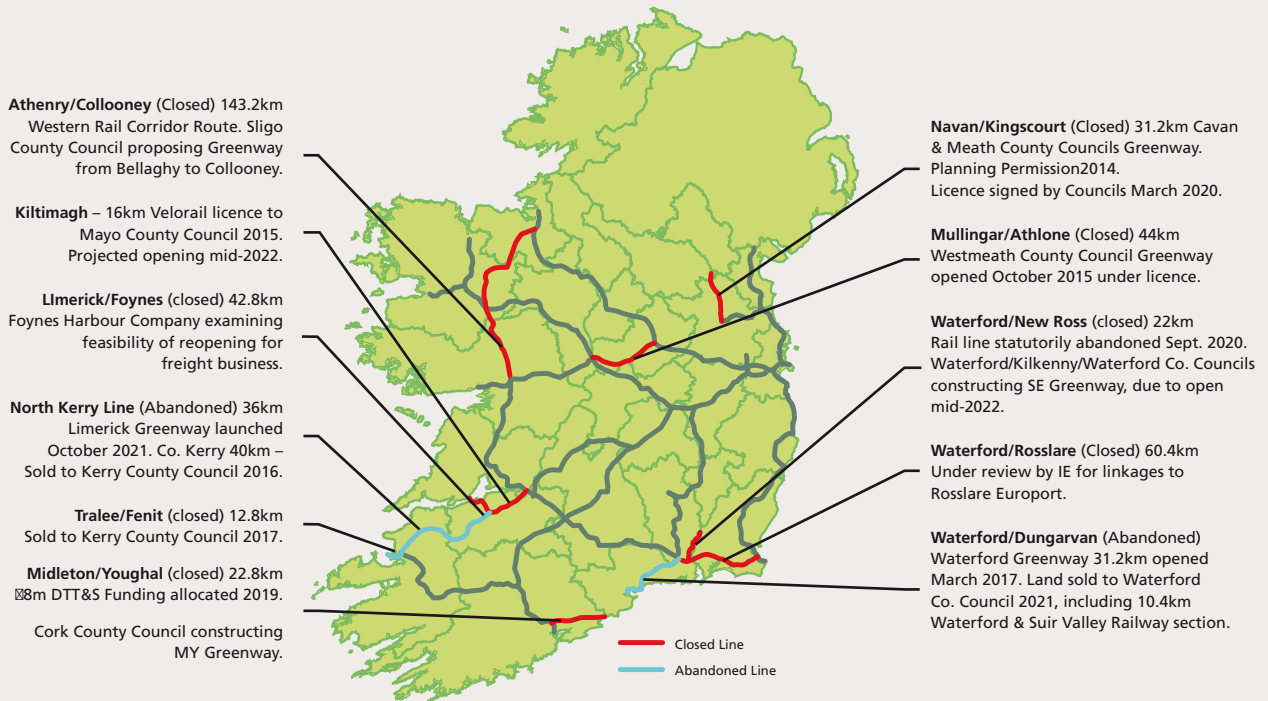 Athenry/Collooney (Closed) 143.2km
Western Rail Corridor Route. Sligo
County Council proposing Greenway
from Bellaghy to Collooney.
Kiltimagh – 16km Velorail licence to
Mayo County Council 2015.
Projected opening mid-2022.
LImerick/Foynes (closed) 42.8km
Foynes Harbour Company examining
feasibility of reopening for
freight business.
North Kerry Line (Abandoned) 36km
Limerick Greenway launched
October 2021. Co. Kerry 40km –
Sold to Kerry County Council 2016.
Tralee/Fenit (closed) 12.8km
Sold to Kerry County Council 2017.
Midleton/Youghal (closed) 22.8km
8m DTT&S Funding allocated 2019.
Cork County Council constructing
MY Greenway.
Navan/Kingscourt (Closed) 31.2km Cavan
& Meath County Councils Greenway.
Planning Permission2014.
Licence signed by Councils March 2020.
Mullingar/Athlone (Closed) 44km
Westmeath County Council Greenway
opened October 2015 under licence.
Waterford/New Ross (closed) 22km
Rail line statutorily abandoned Sept. 2020.
Waterford/Kilkenny/Waterford Co. Councils
constructing SE Greenway, due to open
mid-2022.
Waterford/Rosslare (Closed) 60.4km
Under review by IE for linkages to
Rosslare Europort.
Waterford/Dungarvan (Abandoned)
Waterford Greenway 31.2km opened
March 2017. Land sold to Waterford
Co. Council 2021, including 10.4km
Waterford & Suir Valley Railway section.
Closed Line
Abandoned Line